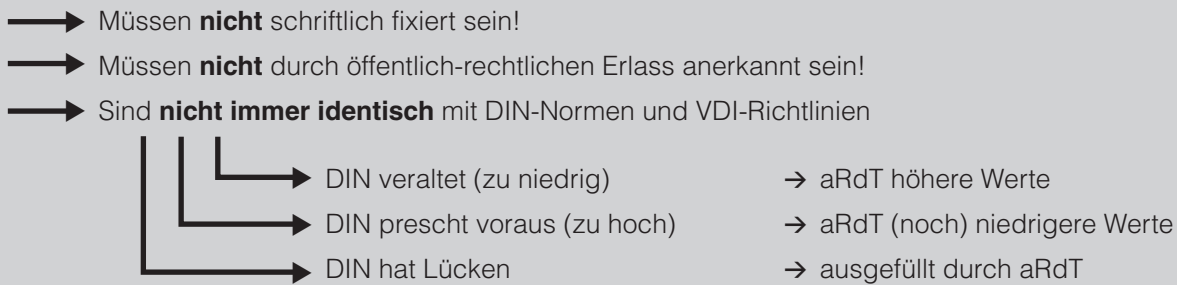 Müssen nicht schriftlich fixiert sein!
Müssen nicht durch öffentlich-rechtlichen Erlass anerkannt sein!
Sind nicht immer identisch mit DIN-Normen und VDI-Richtlinien
DIN veraltet (zu niedrig) → aRdT höhere Werte
DIN prescht voraus (zu hoch) → aRdT (noch) niedrigere Werte
DIN hat Lücken → ausgefüllt durch aRdT